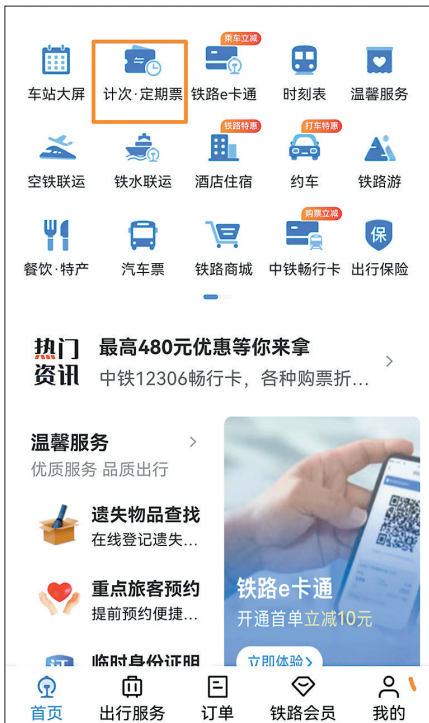 乘车立减
车站大屏 计次·定期票 铁路e卡通 时刻表 温馨服务
铁路特惠 打车特惠
空铁联运 铁水联运 酒店住宿 约车 铁路游
购票立减
保
餐饮·特产 汽车票 铁路商城 中铁畅行卡 出行保险
热门资讯
最高480元优惠等你来拿
中铁12306畅行卡，各种购票折...
温馨服务
优质服务 品质出行
遗失物品查找
在线登记遗失...
重点旅客预约
提前预约便捷...
临时身份证明
铁路e卡通
开通首单立减10元
立即体验
首页 出行服务 订单 铁路会员 我的